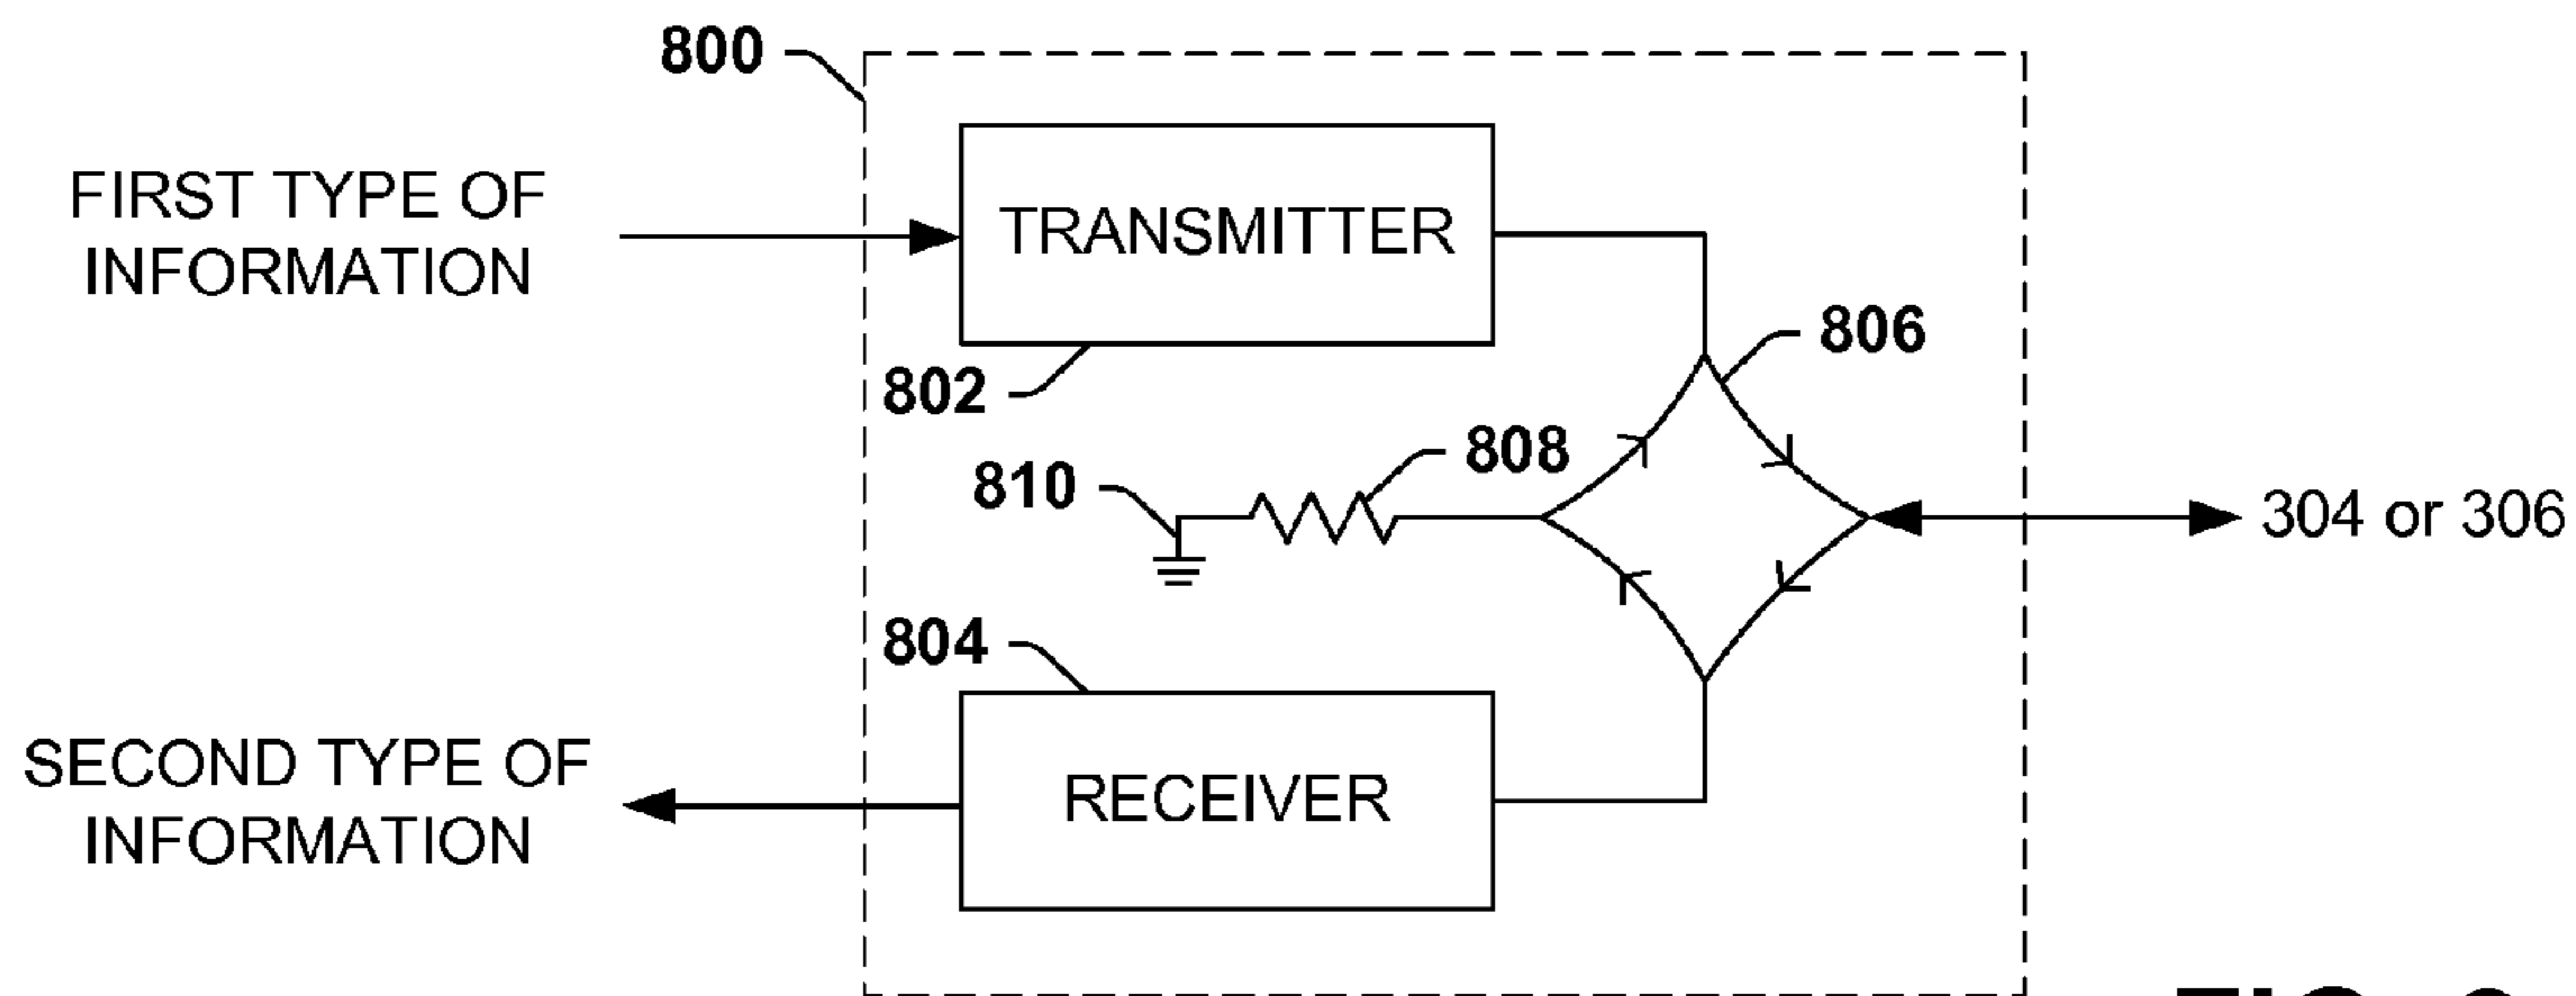 800
FIRST TYPE OF
INFORMATION
TRANSMITTER
806
802
808
810
304 or 306
804
SECOND TYPE OF
INFORMATION
RECEIVER